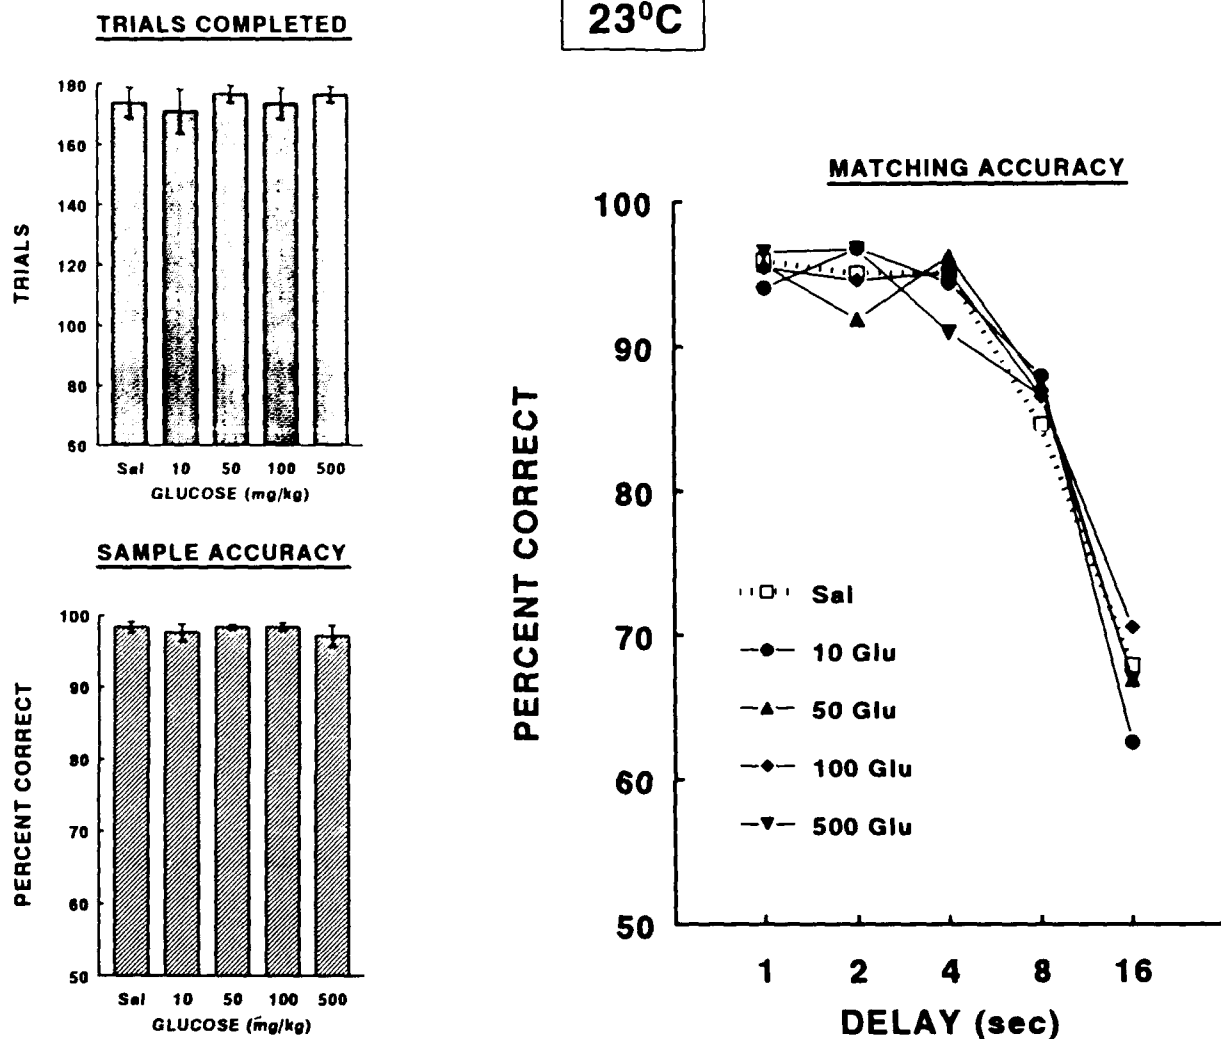 23⁰C
TRIALS COMPLETED
180
160
140
120
100
80
60
TRIALS
Sal 10 50 100 500
GLUCOSE (mg/kg)
SAMPLE ACCURACY
100
90
80
70
60
50
PERCENT CORRECT
Sal 10 50 100 500
GLUCOSE (mg/kg)
MATCHING ACCURACY
100
90
80
70
60
50
PERCENT CORRECT
Sal
10 Glu
50 Glu
100 Glu
500 Glu
1 2 4 8 16
DELAY (sec)